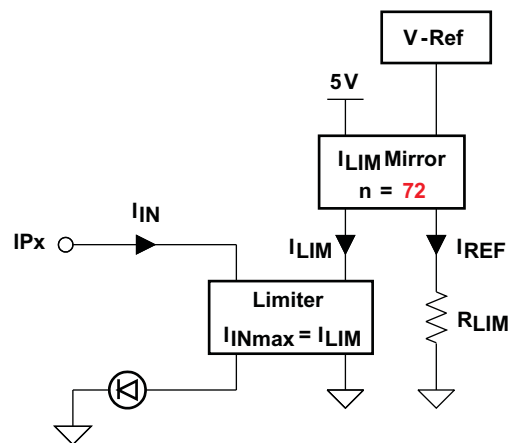 V-Ref
5V
ILIM Mirror
n = 72
IIN
IPx
ILIM
IREF
Limiter
IINmax = ILIM
RLIM